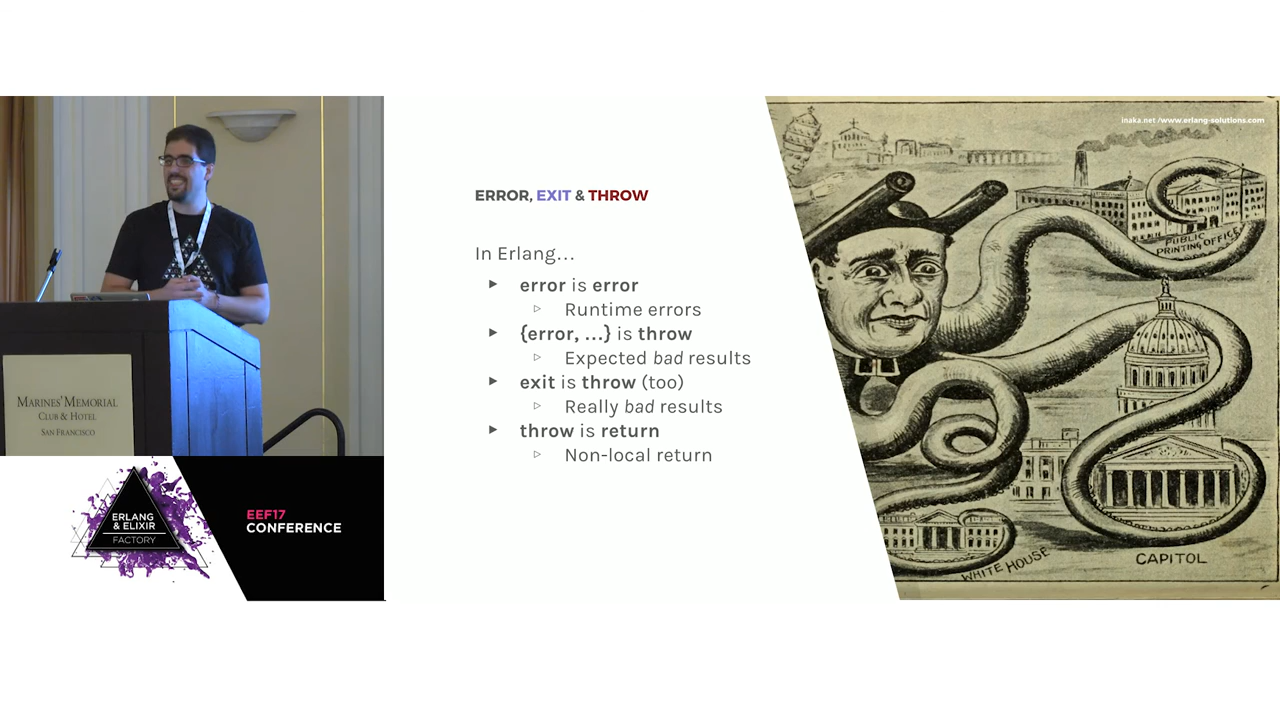 MARINES' MEMORIAL
CLUB & HOTEL
SAN FRANCISCO
ERLANG
& ELIXIR
FACTORY
EEF17
CONFERENCE
ERROR, EXIT & THROW
In Erlang…
error is error
Runtime errors
{error, …} is throw
Expected bad results
exit is throw (too)
Really bad results
throw is return
Non-local return
inaka.net /www.erlang-solutions.com
PUBLIC
PRINTING OFFICE
WHITE HOUSE
CAPITOL